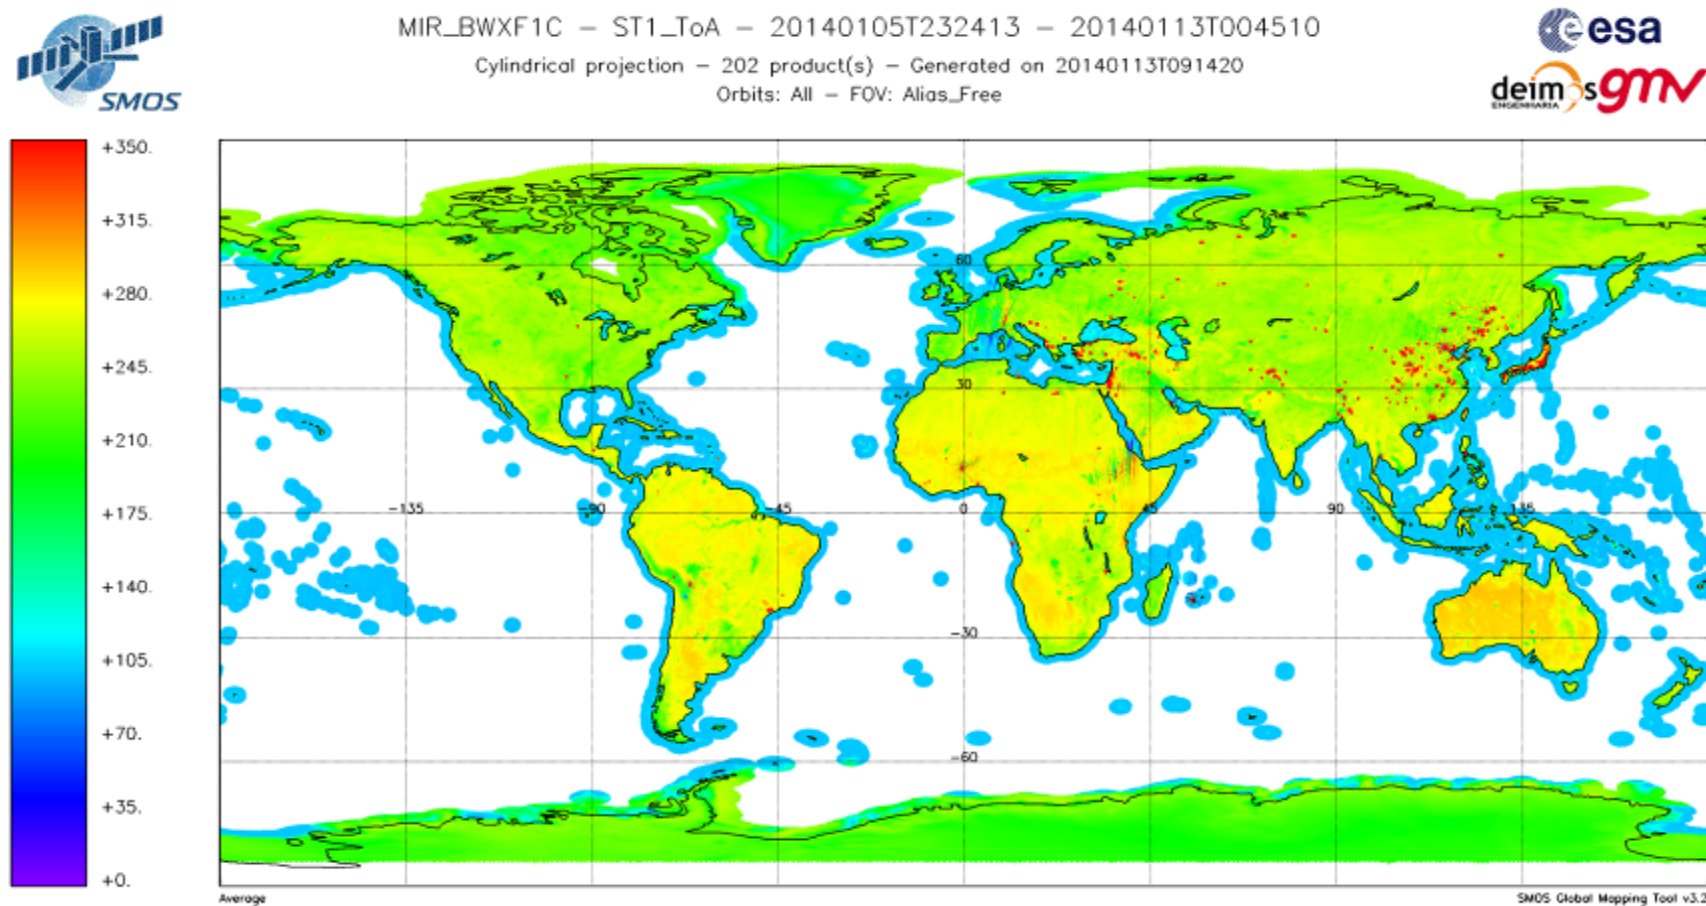 MIR_BWXF1C - ST1_ToA - 20140105T232413 - 20140113T004510
Cylindrical projection - 202 product(s) - Generated on 20140113T091420
Orbits: All - FOV: Alias_Free
SMOS
esa
deimos
ENGENHARIA
gmv
+350.
+315.
+280.
+245.
+210.
+175.
+140.
+105.
+70.
+35.
+0.
60
30
-135
-90
-45
0
45
90
135
-30
-60
Average
SMOS Global Mapping Tool